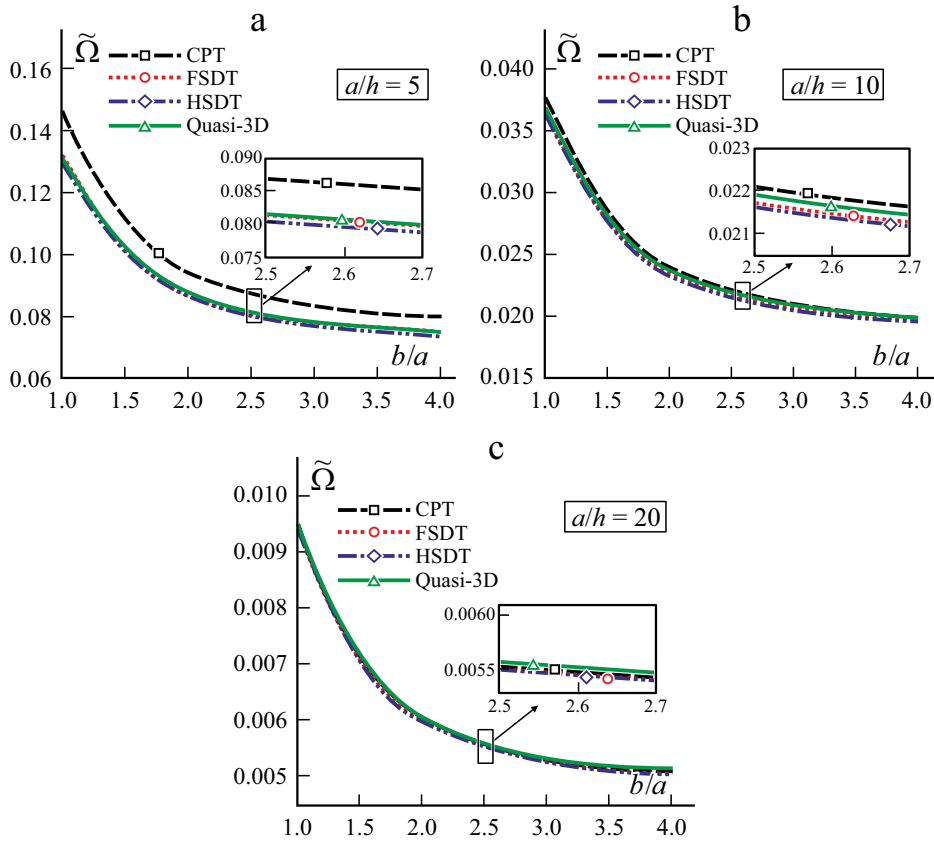 a
Ω̃
0.16
0.14
0.12
0.10
0.08
0.06
CPT
FSDT
HSDT
Quasi-3D
a/h = 5
0.090
0.085
0.080
0.075
2.5 2.6 2.7
b/a
1.0 1.5 2.0 2.5 3.0 3.5 4.0
b
Ω̃
0.040
0.035
0.030
0.025
0.020
0.015
CPT
FSDT
HSDT
Quasi-3D
a/h = 10
0.023
0.022
0.021
2.5 2.6 2.7
b/a
1.0 1.5 2.0 2.5 3.0 3.5 4.0
c
Ω̃
0.010
0.009
0.008
0.007
0.006
0.005
CPT
FSDT
HSDT
Quasi-3D
a/h = 20
0.0060
0.0055
2.5 2.6 2.7
b/a
1.0 1.5 2.0 2.5 3.0 3.5 4.0